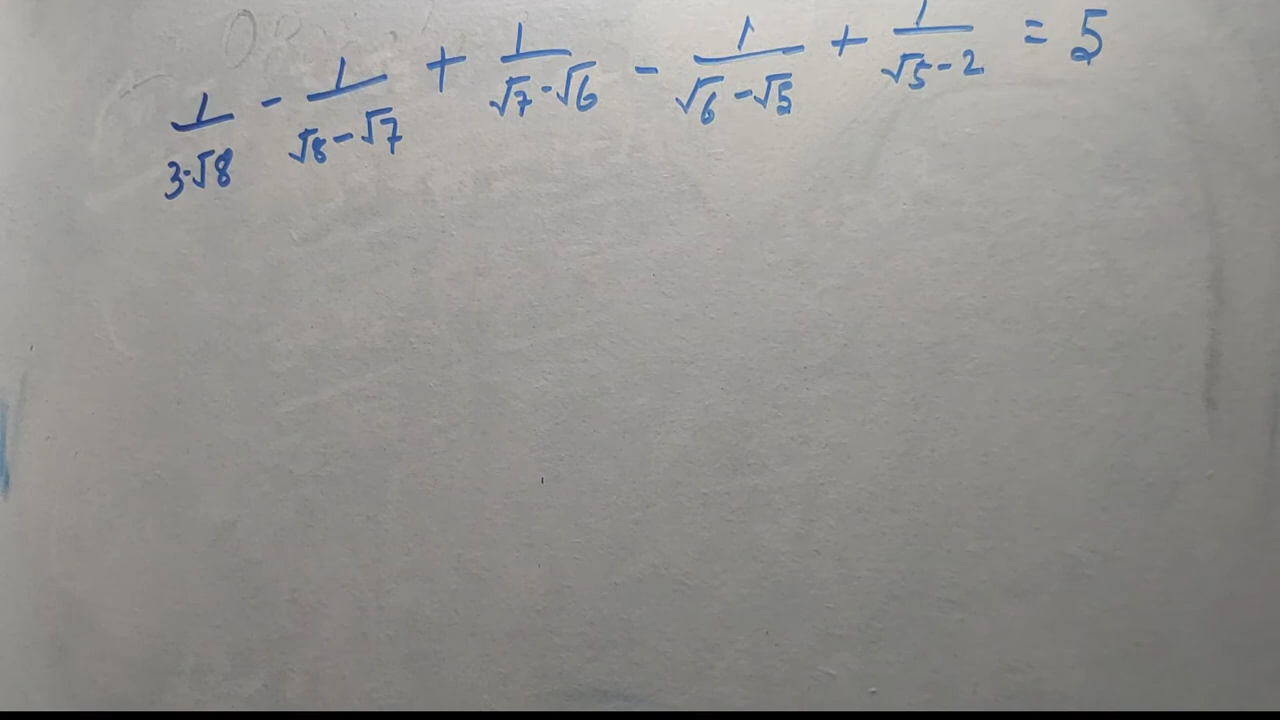 1/(3-√8) - 1/(√8-√7) + 1/(√7-√6) - 1/(√6-√5) + 1/(√5-2) = 5